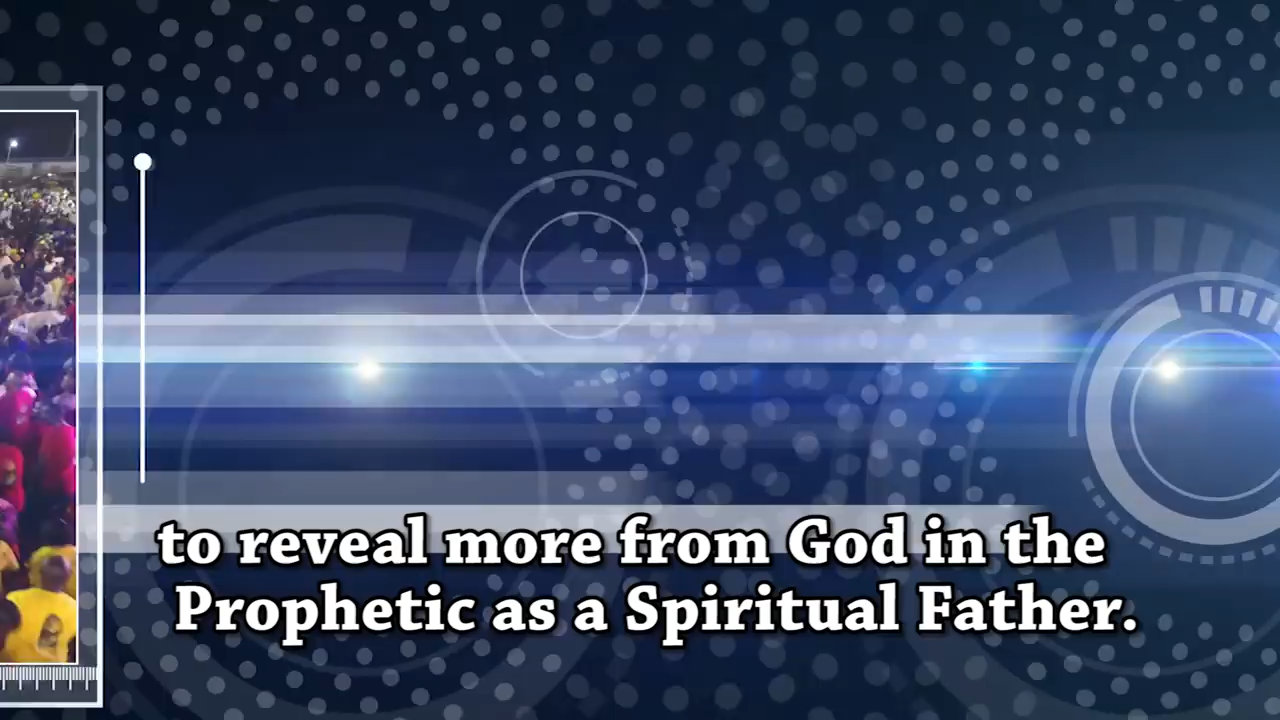 to reveal more from God in the
Prophetic as a Spiritual Father.